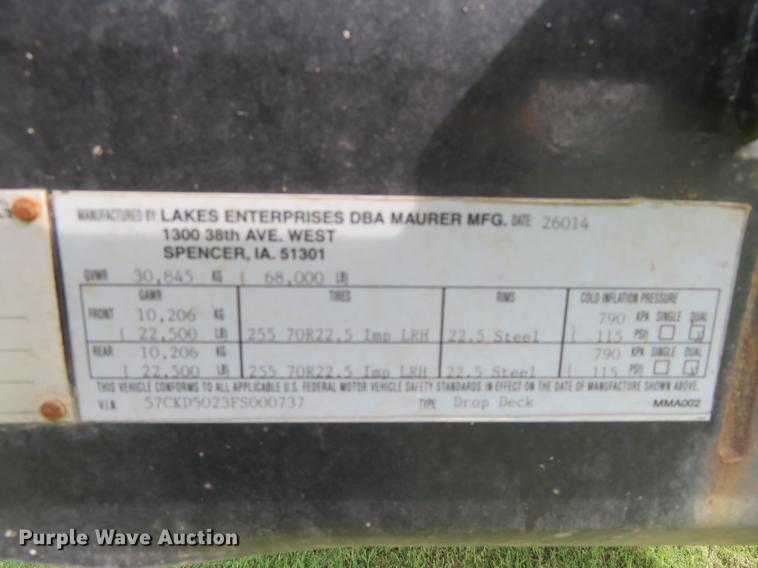 MANUFACTURED BY: LAKES ENTERPRISES DBA MAURER MFG. DATE: 26014
1300 38th AVE. WEST
SPENCER, IA. 51301
GVWR 30,845 KG ( 68,000 LB)
GAWR TIRES RIMS COLD INFLATION PRESSURE
FRONT 10,206 KG 790 KPA SINGLE DUAL
( 22,500 LB) 255 70R22.5 Imp LRH 22.5 Steel ( 115 PSI)
REAR 10,206 KG 790 KPA SINGLE DUAL
( 22,500 LB) 255 70R22.5 Imp LRH 22.5 Steel ( 115 PSI)
THIS VEHICLE CONFORMS TO ALL APPLICABLE U.S. FEDERAL MOTOR VEHICLE SAFETY STANDARDS IN EFFECT ON THE DATE OF MANUFACTURE SHOWN ABOVE.
V.I.N. 57CKD5023FS000737 TYPE Drop Deck MMA002
Purple Wave Auction